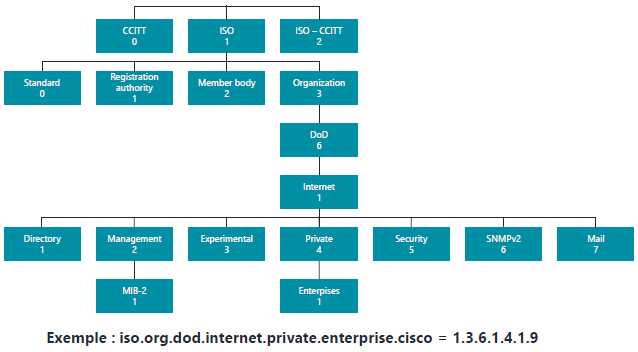 CCITT
0
ISO
1
ISO – CCITT
2
Standard
0
Registration
authority
1
Member body
2
Organization
3
DoD
6
Internet
1
Directory
1
Management
2
Experimental
3
Private
4
Security
5
SNMPv2
6
Mail
7
MIB-2
1
Enterpises
1
Exemple : iso.org.dod.internet.private.enterprise.cisco = 1.3.6.1.4.1.9